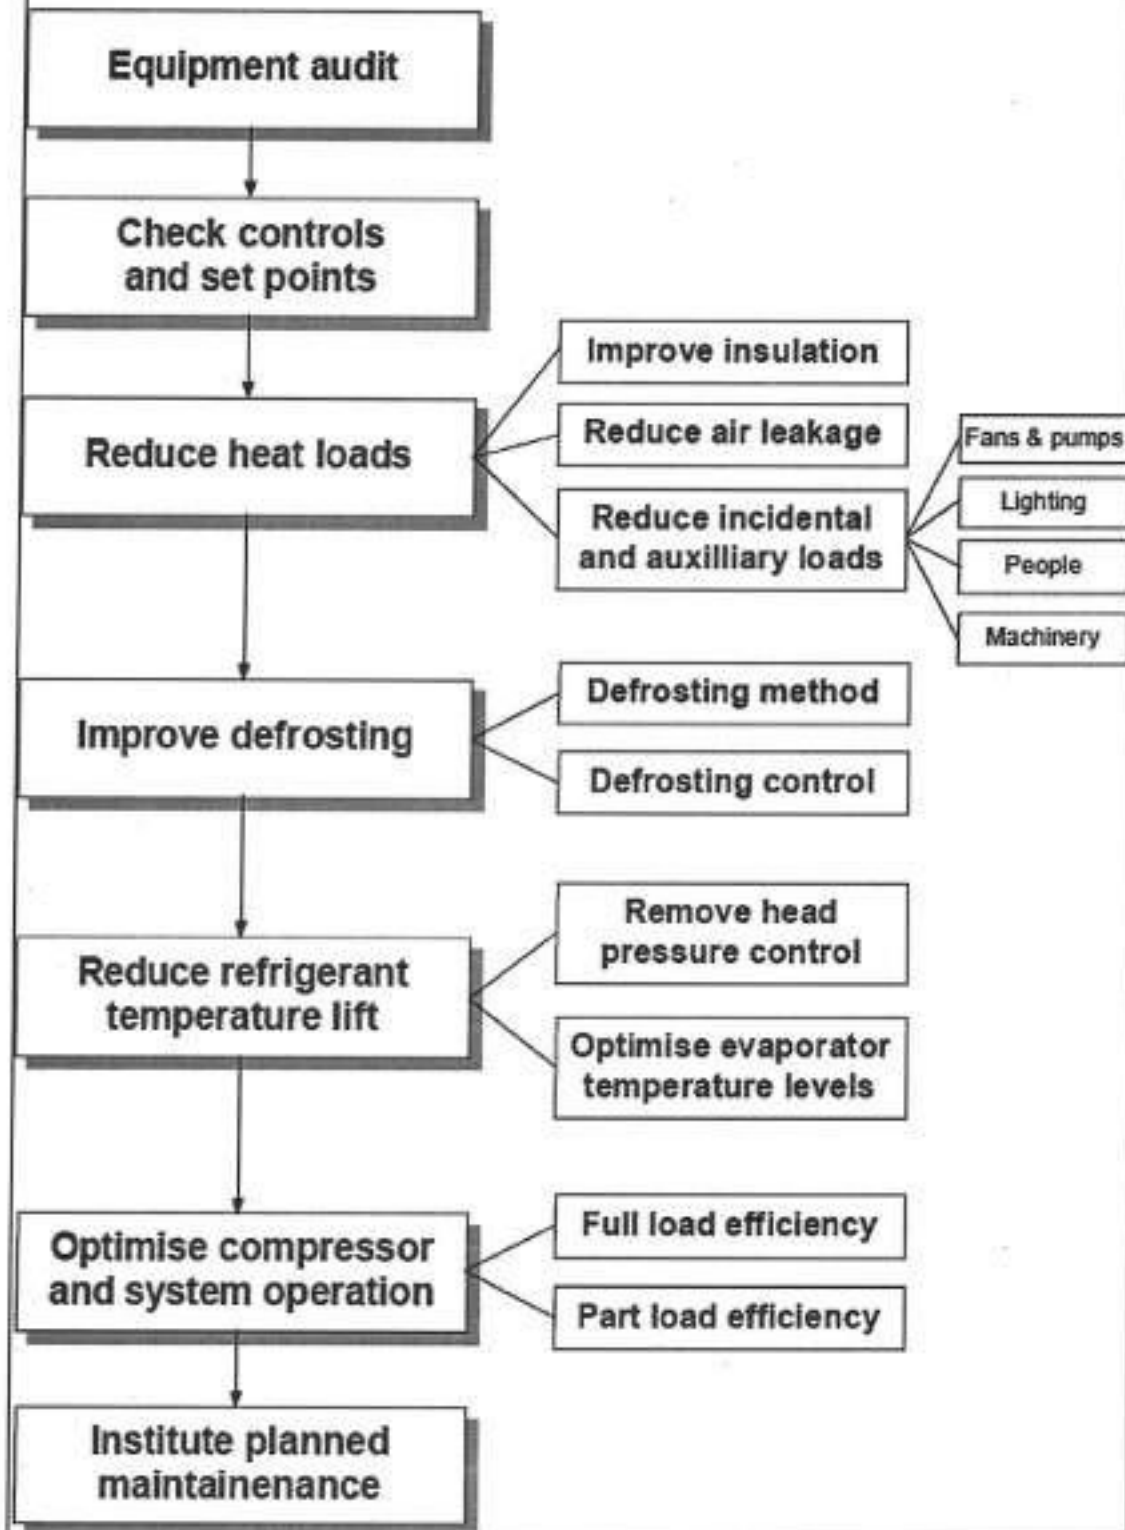 Equipment audit
Check controls
and set points
Reduce heat loads
Improve insulation
Reduce air leakage
Reduce incidental
and auxilliary loads
Fans & pumps
Lighting
People
Machinery
Improve defrosting
Defrosting method
Defrosting control
Reduce refrigerant
temperature lift
Remove head
pressure control
Optimise evaporator
temperature levels
Optimise compressor
and system operation
Full load efficiency
Part load efficiency
Institute planned
maintainenance